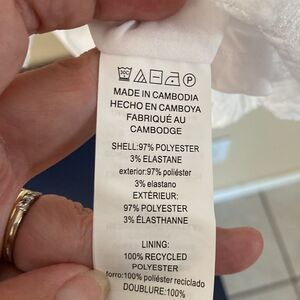 MADE IN CAMBODIA
HECHO EN CAMBOYA
FABRIQUÉ AU
CAMBODGE
SHELL:97% POLYESTER
3% ELASTANE
exterior:97% poliéster
3% elastano
EXTÉRIEUR:
97% POLYESTER
3% ÉLASTHANNE
LINING:
100% RECYCLED
POLYESTER
forro:100% poliéster reciclado
DOUBLURE:100%